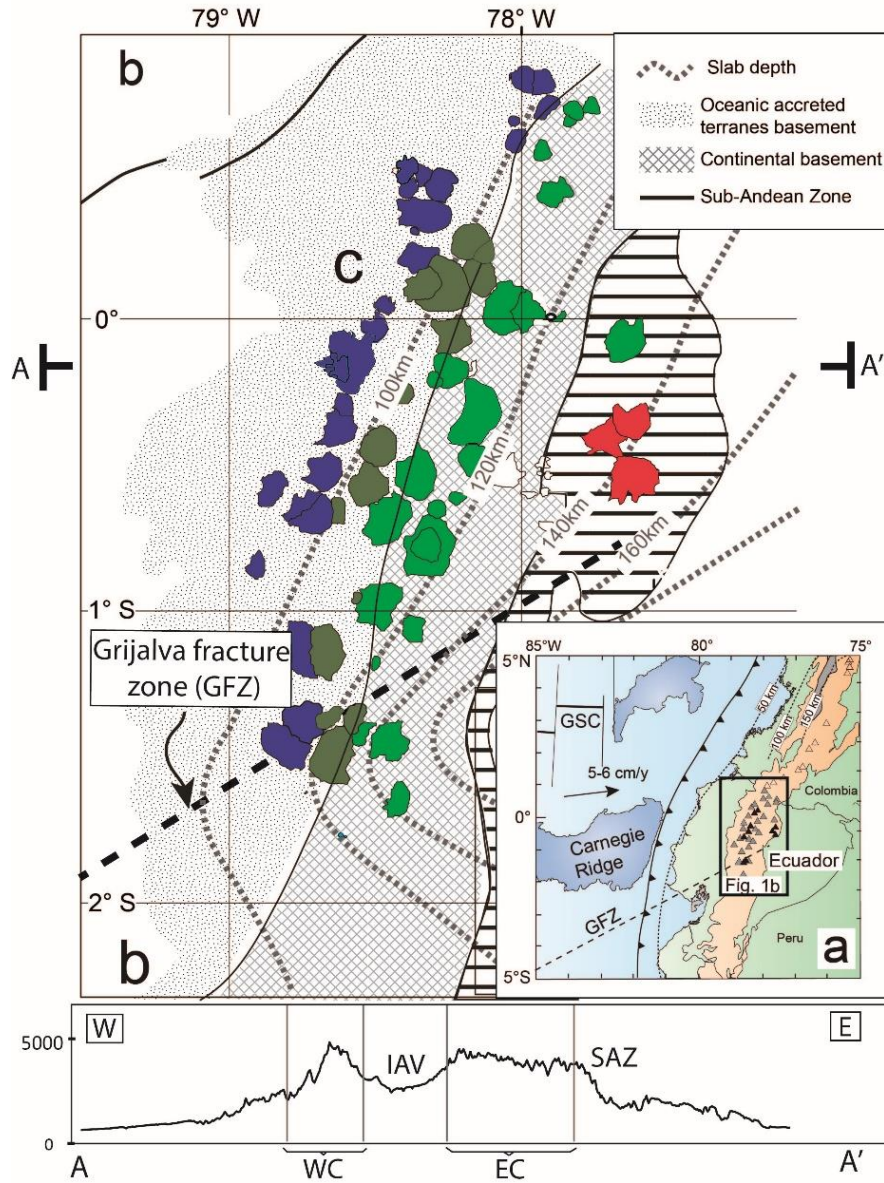 79° W
78° W
b
Slab depth
Oceanic accreted
terranes basement
Continental basement
Sub-Andean Zone
C
0°
A
A'
100km
120km
140km
160km
1° S
Grijalva fracture
zone (GFZ)
2° S
b
85°W
80°
75°
5°N
GSC
50 km
100 km
150 km
5-6 cm/y
Colombia
0°
Carnegie
Ridge
Ecuador
Fig. 1b
GFZ
Peru
5°S
a
W
E
5000
IAV
SAZ
0
A
WC
EC
A'